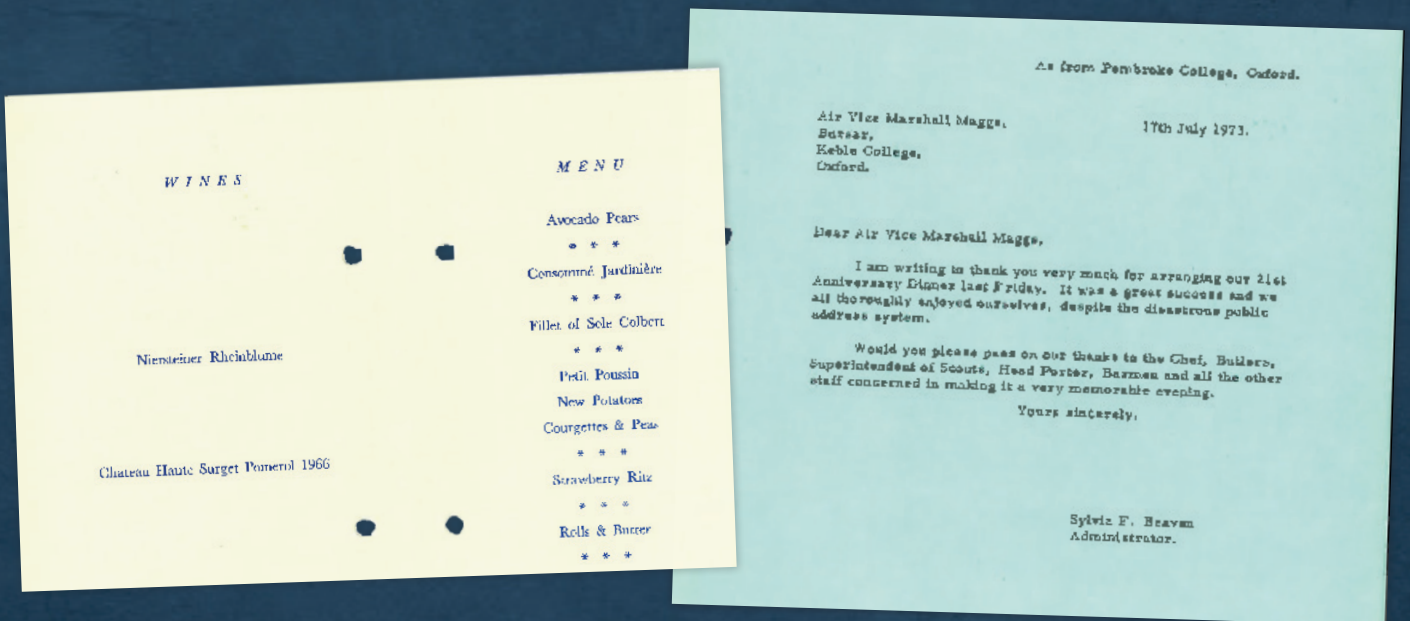 WINES
Niersteiner Rheinblume
Chateau Haute Surget Pomerol 1966
MENU
Avocado Pears
* * *
Consommé Jardinière
* * *
Fillet of Sole Colbert
* * *
Petit Poussin
New Potatoes
Courgettes & Peas
* * *
Strawberry Ritz
* * *
Rolls & Butter
* * *
As from Pembroke College, Oxford.
Air Vice Marshall Maggs,
Bursar,
Keble College,
Oxford.
17th July 1973.
Dear Air Vice Marshall Maggs,
I am writing to thank you very much for arranging our 21st
Anniversary Dinner last Friday. It was a great success and we
all thoroughly enjoyed ourselves, despite the disastrous public
address system.
Would you please pass on our thanks to the Chef, Butlers,
Superintendent of Scouts, Head Porter, Barmen and all the other
staff concerned in making it a very memorable evening.
Yours sincerely,
Sylvia F. Beavan
Administrator.